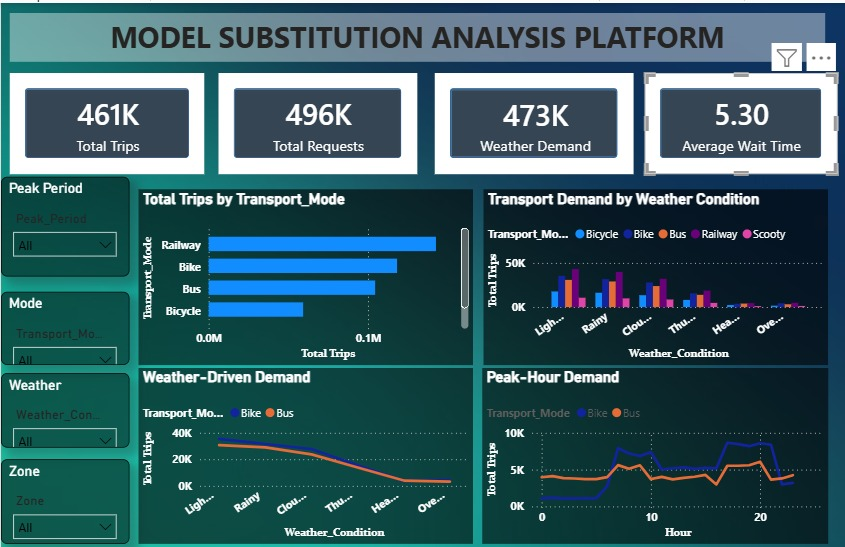 MODEL SUBSTITUTION ANALYSIS PLATFORM
461K
Total Trips
496K
Total Requests
473K
Weather Demand
5.30
Average Wait Time
Peak Period
Peak_Period
All
Mode
Transport_Mo...
All
Weather
Weather_Con...
All
Zone
Zone
All
Total Trips by Transport_Mode
Transport_Mode
Railway
Bike
Bus
Bicycle
0.0M 0.1M
Total Trips
Transport Demand by Weather Condition
Transport_Mo... Bicycle Bike Bus Railway Scooty
Total Trips
50K
0K
Ligh... Rainy Clou... Thu... Hea... Ove...
Weather_Condition
Weather-Driven Demand
Transport_Mo... Bike Bus
Total Trips
40K
20K
0K
Ligh... Rainy Clou... Thu... Hea... Ove...
Weather_Condition
Peak-Hour Demand
Transport_Mode Bike Bus
Total Trips
10K
5K
0K
0 10 20
Hour